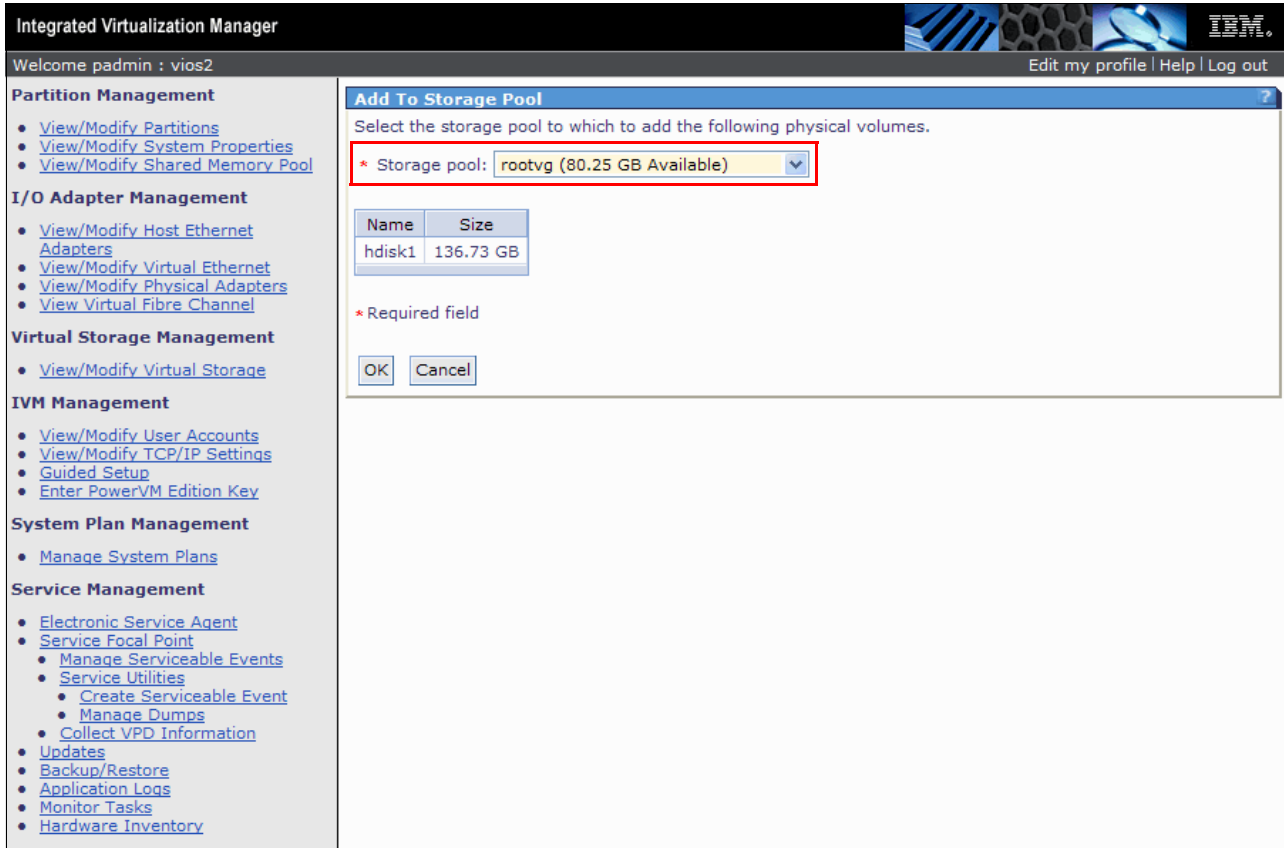 Integrated Virtualization Manager
IBM.
Welcome padmin : vios2
Edit my profile | Help | Log out
Partition Management
View/Modify Partitions
View/Modify System Properties
View/Modify Shared Memory Pool
I/O Adapter Management
View/Modify Host Ethernet
Adapters
View/Modify Virtual Ethernet
View/Modify Physical Adapters
View Virtual Fibre Channel
Virtual Storage Management
View/Modify Virtual Storage
IVM Management
View/Modify User Accounts
View/Modify TCP/IP Settings
Guided Setup
Enter PowerVM Edition Key
System Plan Management
Manage System Plans
Service Management
Electronic Service Agent
Service Focal Point
Manage Serviceable Events
Service Utilities
Create Serviceable Event
Manage Dumps
Collect VPD Information
Updates
Backup/Restore
Application Logs
Monitor Tasks
Hardware Inventory
Add To Storage Pool ?
Select the storage pool to which to add the following physical volumes.
* Storage pool: rootvg (80.25 GB Available)
Name Size
hdisk1 136.73 GB
* Required field
OK Cancel